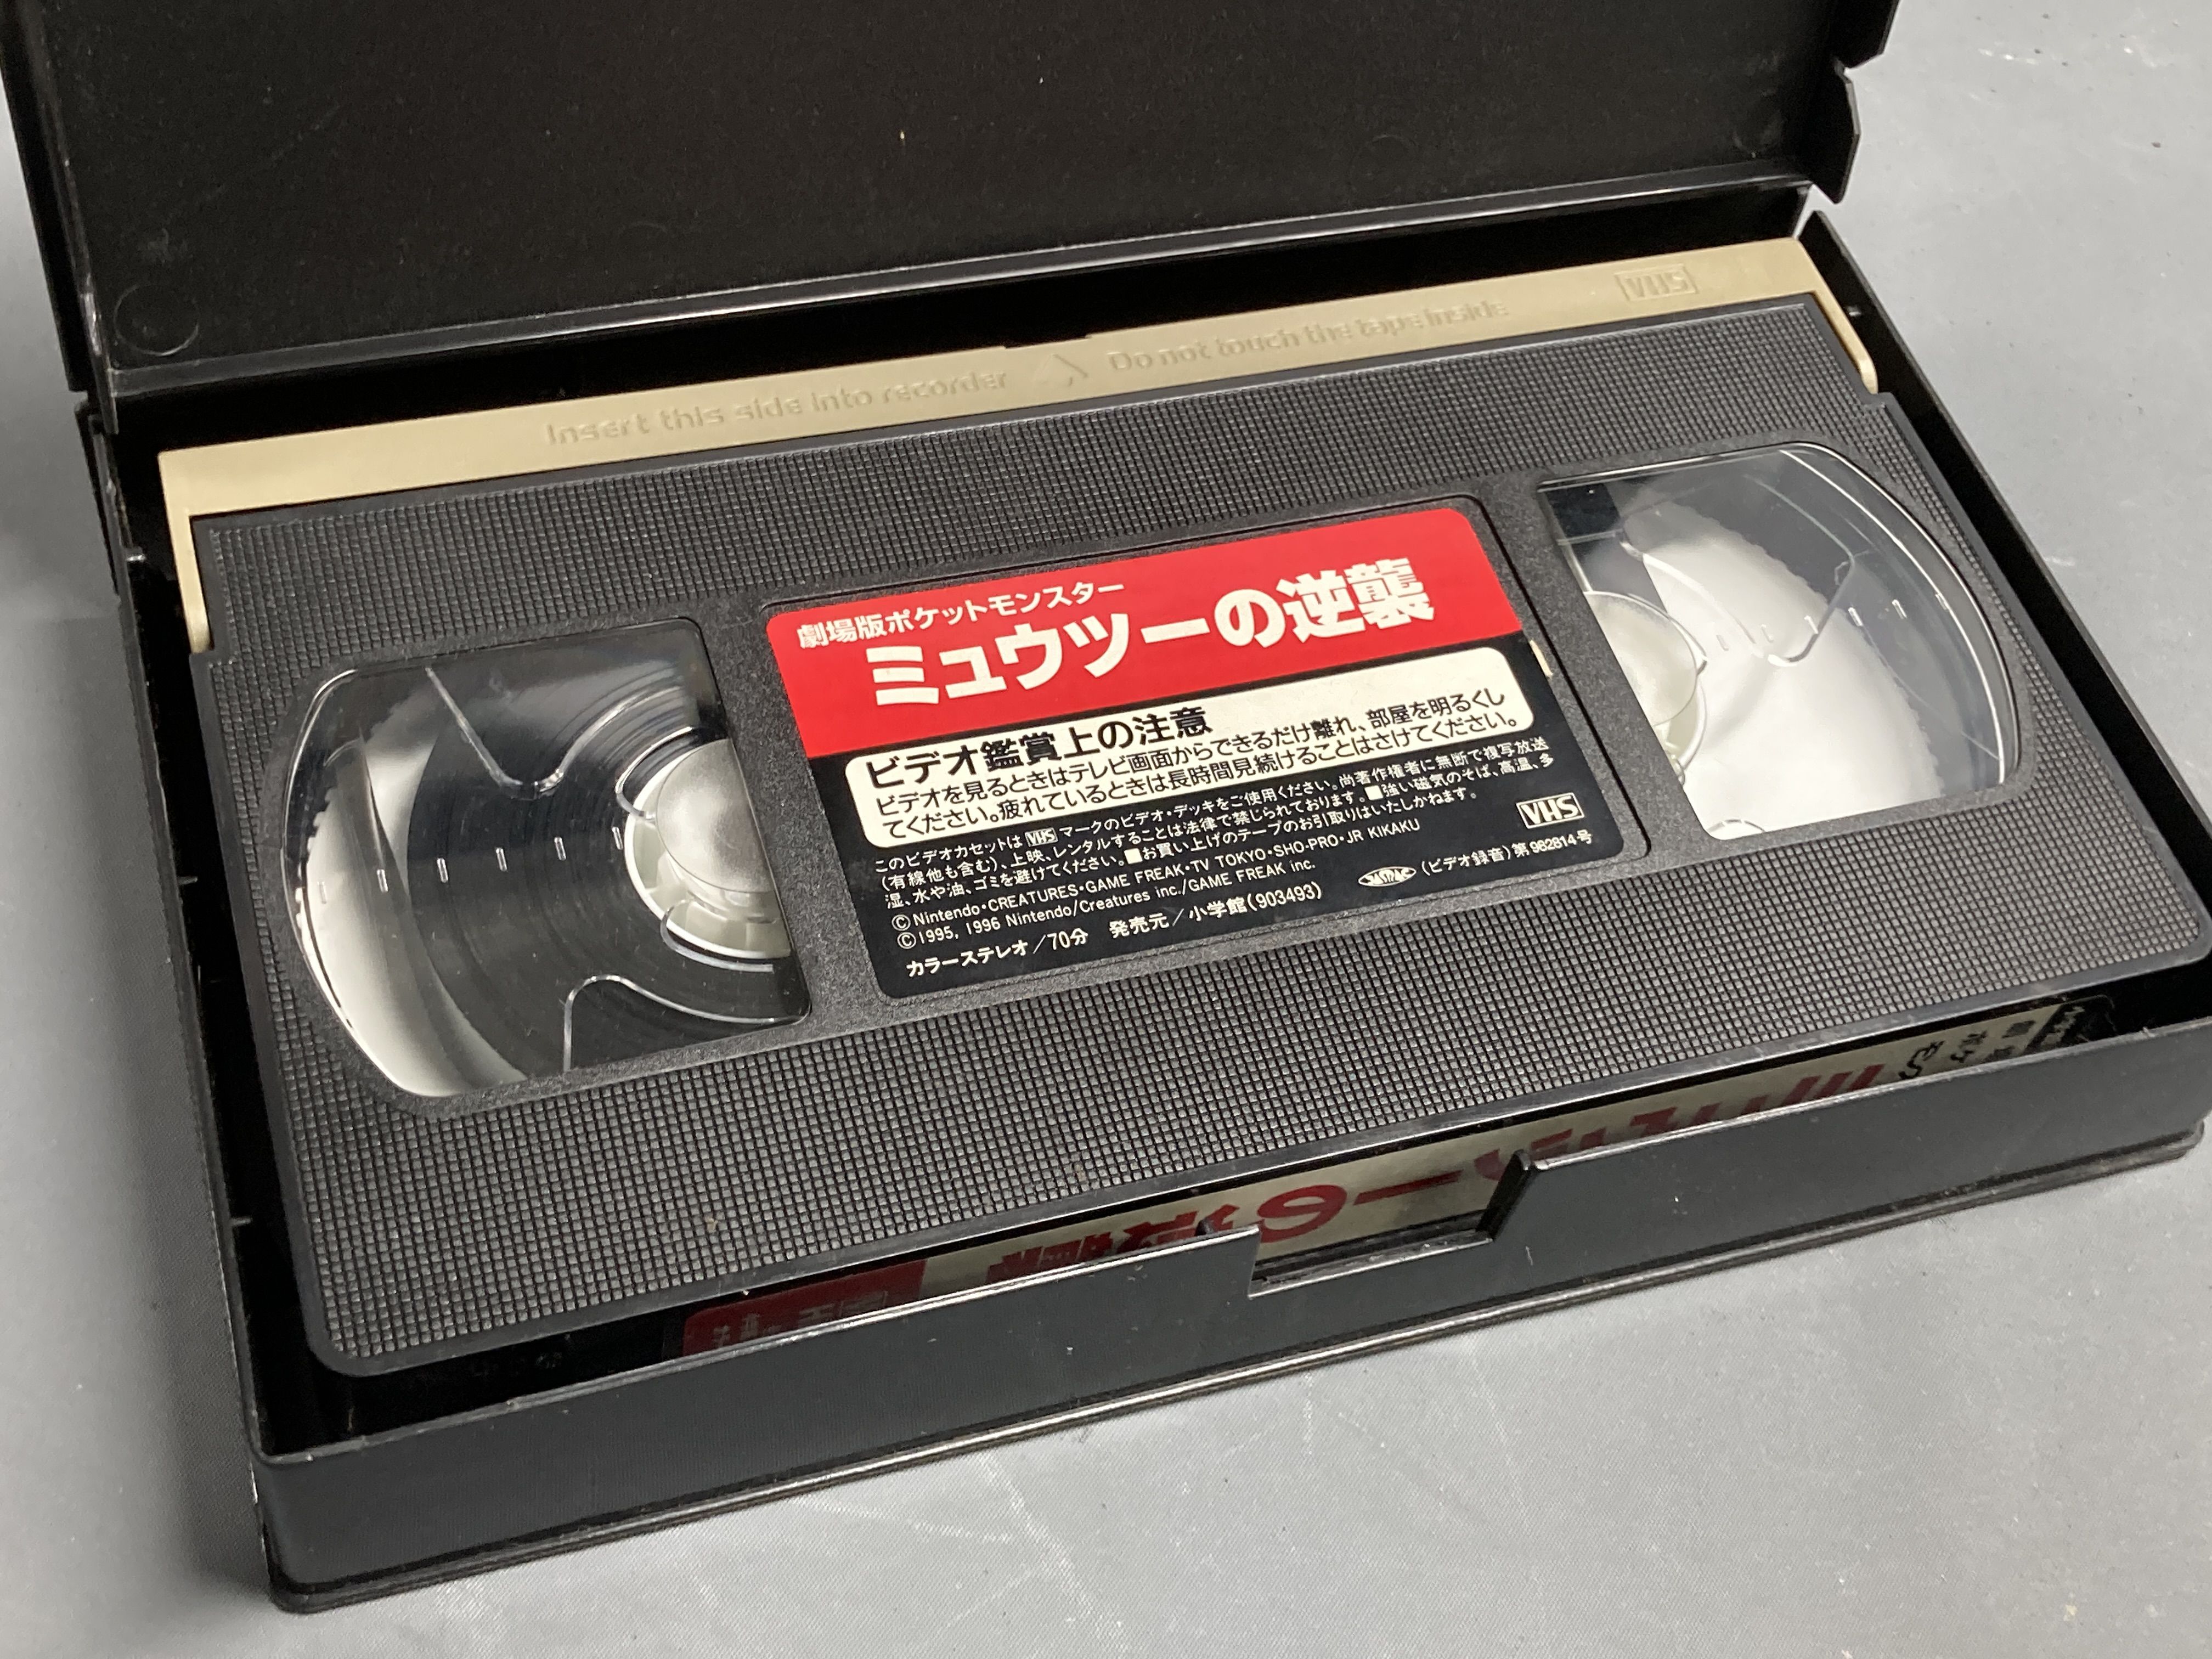 VHS
Insert this side into recorder Do not touch the tape inside
劇場版ポケットモンスター
ミュウツーの逆襲
ビデオ鑑賞上の注意
ビデオを見るときはテレビ画面からできるだけ離れ、部屋を明るくし
てください。疲れているときは長時間見続けることはさけてください。
このビデオカセットは VHS マークのビデオ・デッキをご使用ください。尚著作権者に無断で複写放送
(有線他も含む)、上映、レンタルすることは法律で禁じられております。■強い磁気のそば、高温、多
湿、水や油、ゴミを避けてください。■お買い上げのテープのお引取りはいたしかねます。
VHS
©Nintendo・CREATURES・GAME FREAK・TV TOKYO・SHO-PRO・JR KIKAKU
©1995, 1996 Nintendo/Creatures inc./GAME FREAK inc.
JASRAC (ビデオ録音)第982814号
カラーステレオ/70分 発売元/小学館(903493)
ミュウツーの逆襲